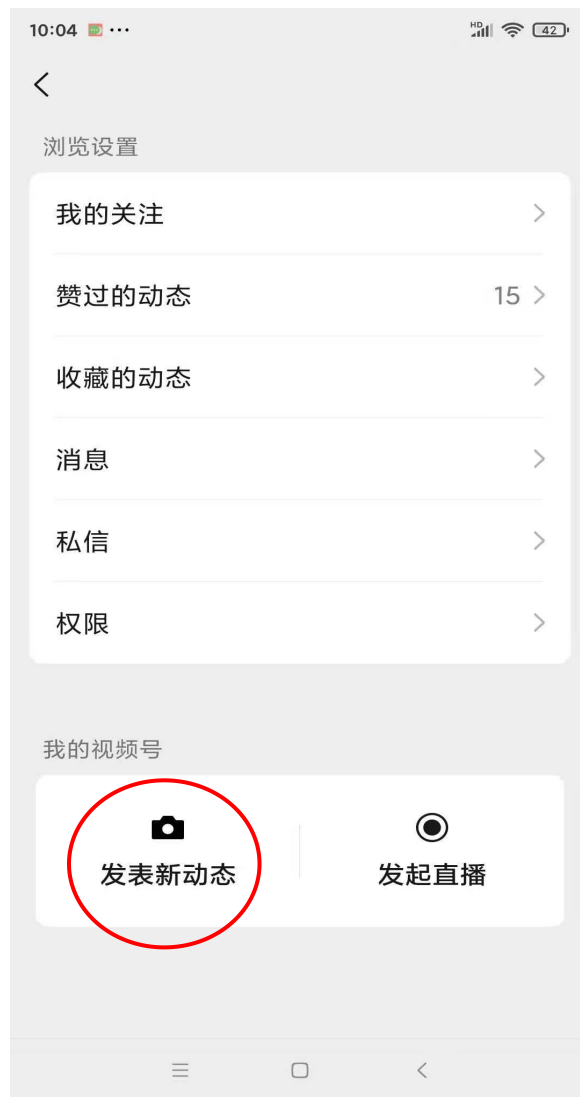 10:04 ··· HD 42
浏览设置
我的关注
赞过的动态 15
收藏的动态
消息
私信
权限
我的视频号
发表新动态 发起直播